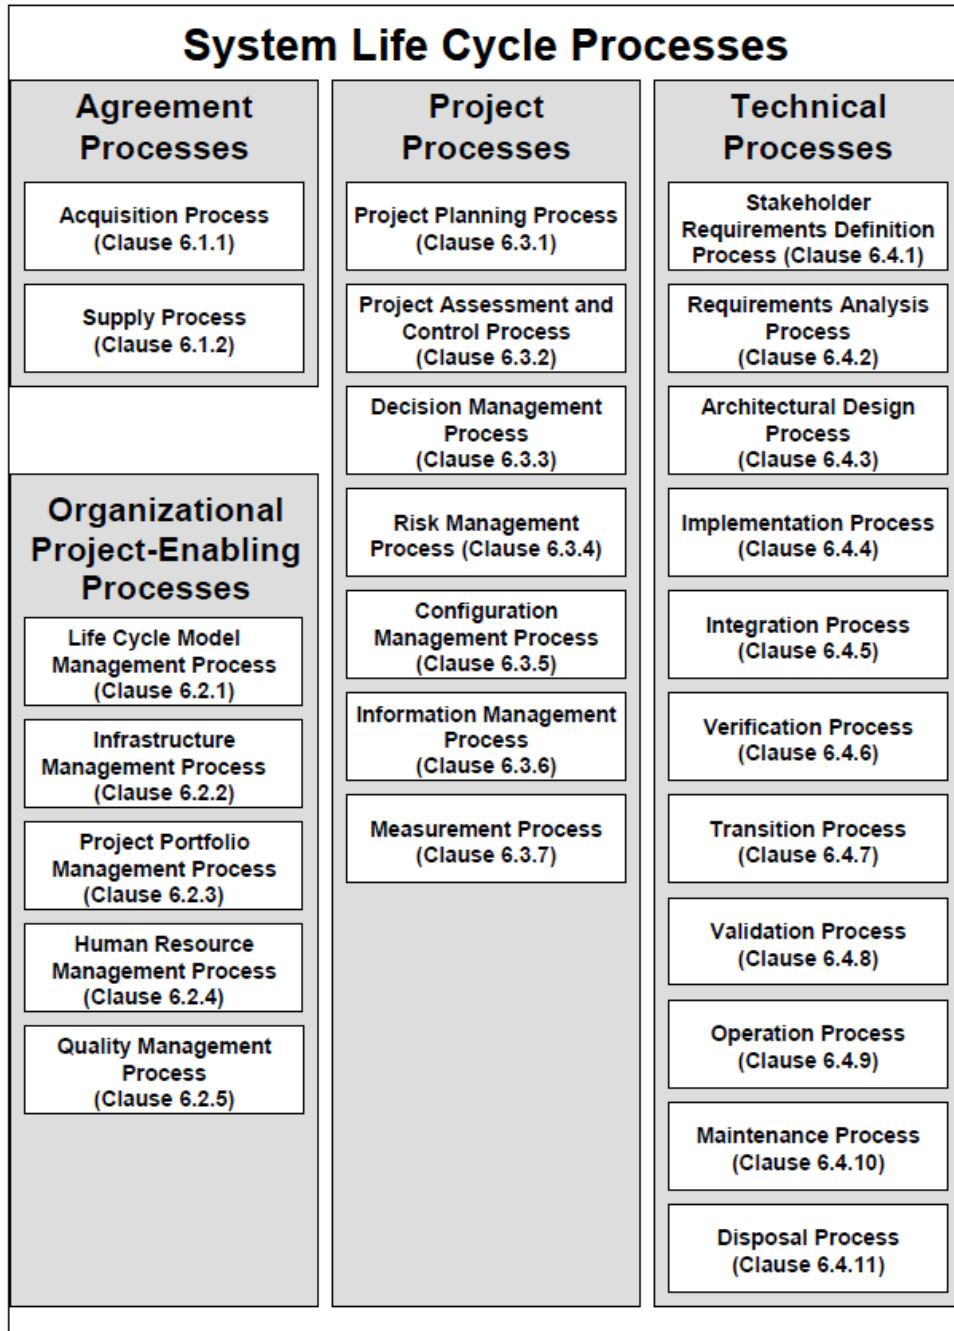 System Life Cycle Processes
Agreement
Processes
Acquisition Process
(Clause 6.1.1)
Supply Process
(Clause 6.1.2)
Organizational
Project-Enabling
Processes
Life Cycle Model
Management Process
(Clause 6.2.1)
Infrastructure
Management Process
(Clause 6.2.2)
Project Portfolio
Management Process
(Clause 6.2.3)
Human Resource
Management Process
(Clause 6.2.4)
Quality Management
Process
(Clause 6.2.5)
Project
Processes
Project Planning Process
(Clause 6.3.1)
Project Assessment and
Control Process
(Clause 6.3.2)
Decision Management
Process
(Clause 6.3.3)
Risk Management
Process (Clause 6.3.4)
Configuration
Management Process
(Clause 6.3.5)
Information Management
Process
(Clause 6.3.6)
Measurement Process
(Clause 6.3.7)
Technical
Processes
Stakeholder
Requirements Definition
Process (Clause 6.4.1)
Requirements Analysis
Process
(Clause 6.4.2)
Architectural Design
Process
(Clause 6.4.3)
Implementation Process
(Clause 6.4.4)
Integration Process
(Clause 6.4.5)
Verification Process
(Clause 6.4.6)
Transition Process
(Clause 6.4.7)
Validation Process
(Clause 6.4.8)
Operation Process
(Clause 6.4.9)
Maintenance Process
(Clause 6.4.10)
Disposal Process
(Clause 6.4.11)